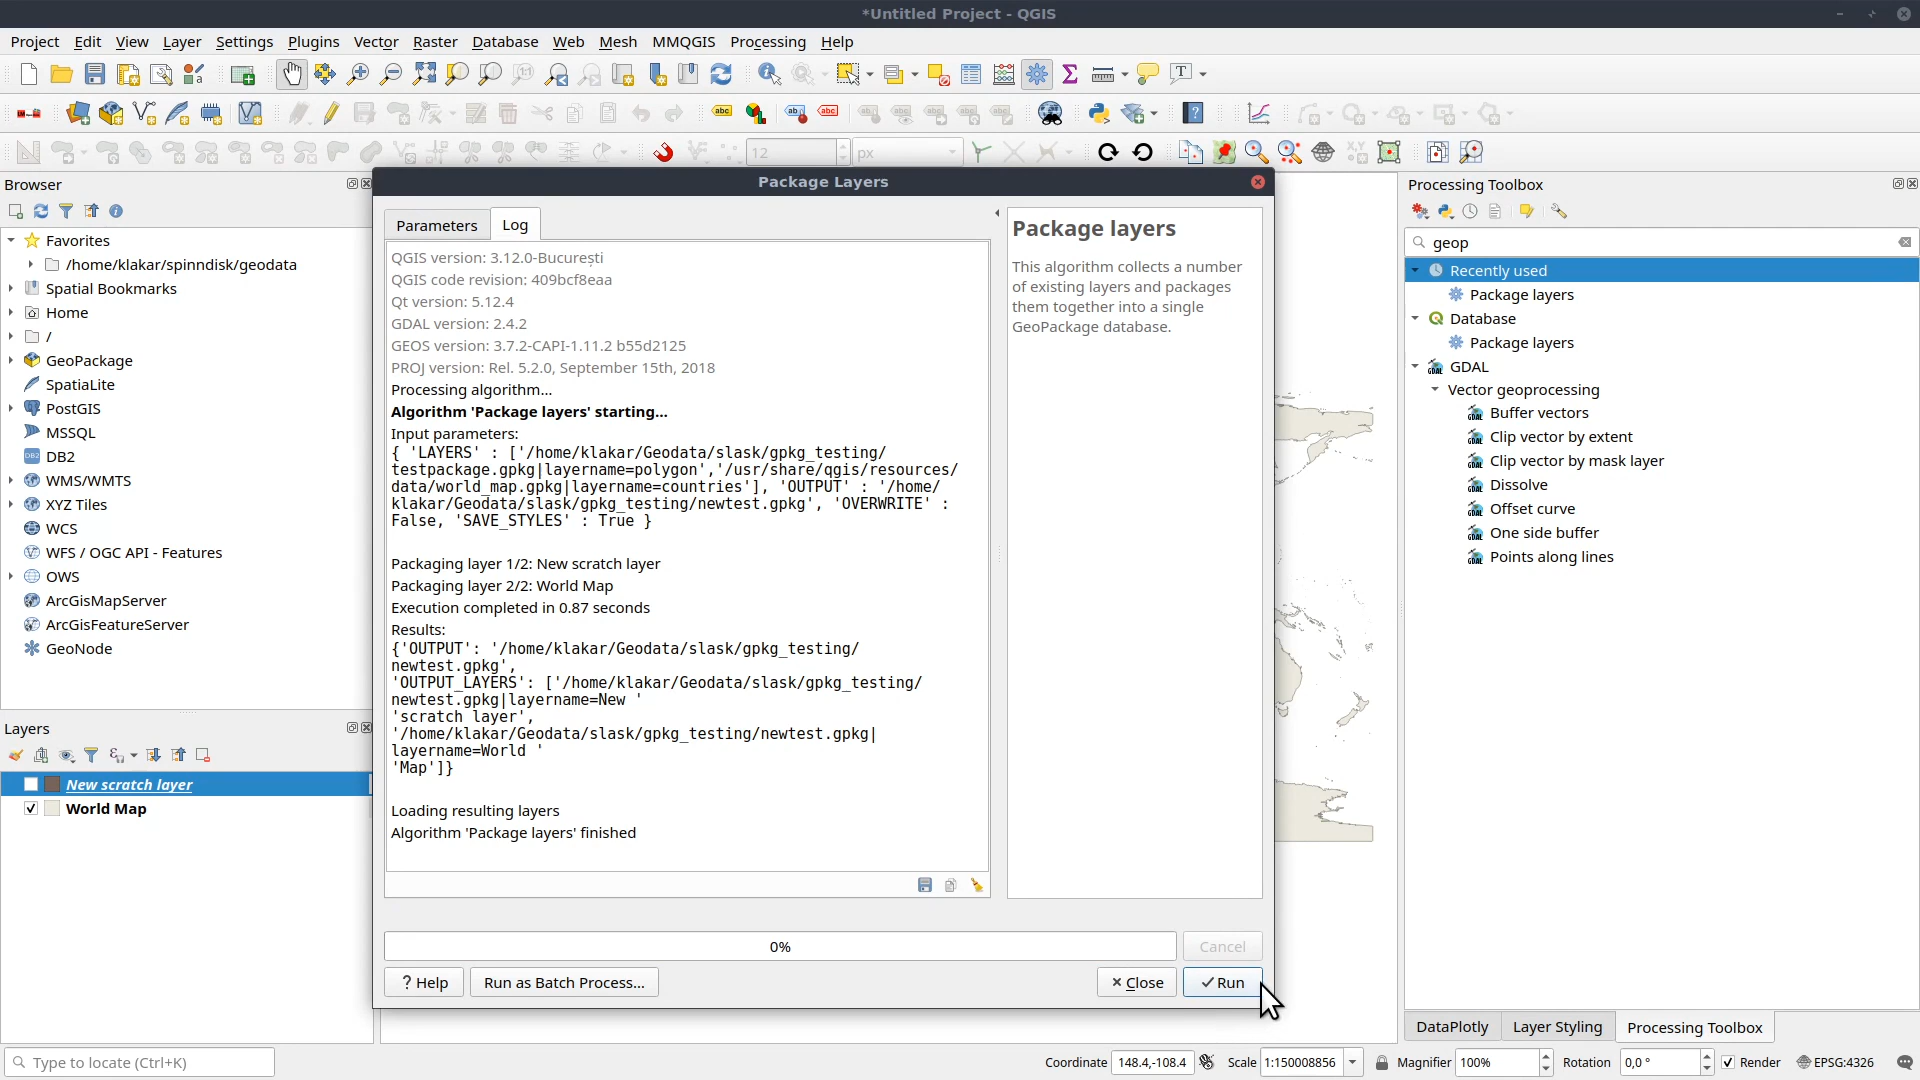 *Untitled Project - QGIS
Project Edit View Layer Settings Plugins Vector Raster Database Web Mesh MMQGIS Processing Help
12 px
Browser
Favorites
/home/klakar/spinndisk/geodata
Spatial Bookmarks
Home
/
GeoPackage
SpatiaLite
PostGIS
MSSQL
DB2
WMS/WMTS
XYZ Tiles
WCS
WFS / OGC API - Features
OWS
ArcGisMapServer
ArcGisFeatureServer
GeoNode
Layers
New scratch layer
World Map
Package Layers
Parameters Log
QGIS version: 3.12.0-București
QGIS code revision: 409bcf8eaa
Qt version: 5.12.4
GDAL version: 2.4.2
GEOS version: 3.7.2-CAPI-1.11.2 b55d2125
PROJ version: Rel. 5.2.0, September 15th, 2018
Processing algorithm...
Algorithm 'Package layers' starting...
Input parameters:
{ 'LAYERS' : ['/home/klakar/Geodata/slask/gpkg_testing/
testpackage.gpkg|layername=polygon','/usr/share/qgis/resources/
data/world_map.gpkg|layername=countries'], 'OUTPUT' : '/home/
klakar/Geodata/slask/gpkg_testing/newtest.gpkg', 'OVERWRITE' :
False, 'SAVE_STYLES' : True }
Packaging layer 1/2: New scratch layer
Packaging layer 2/2: World Map
Execution completed in 0.87 seconds
Results:
{'OUTPUT': '/home/klakar/Geodata/slask/gpkg_testing/
newtest.gpkg',
'OUTPUT_LAYERS': ['/home/klakar/Geodata/slask/gpkg_testing/
newtest.gpkg|layername=New '
'scratch layer',
'/home/klakar/Geodata/slask/gpkg_testing/newtest.gpkg|
layername=World '
'Map']}
Loading resulting layers
Algorithm 'Package layers' finished
Package layers
This algorithm collects a number
of existing layers and packages
them together into a single
GeoPackage database.
0%
Cancel
? Help Run as Batch Process... Close Run
Processing Toolbox
geop
Recently used
Package layers
Database
Package layers
GDAL
Vector geoprocessing
Buffer vectors
Clip vector by extent
Clip vector by mask layer
Dissolve
Offset curve
One side buffer
Points along lines
DataPlotly Layer Styling Processing Toolbox
Type to locate (Ctrl+K) Coordinate 148.4,-108.4 Scale 1:150008856 Magnifier 100% Rotation 0,0 ° Render EPSG:4326